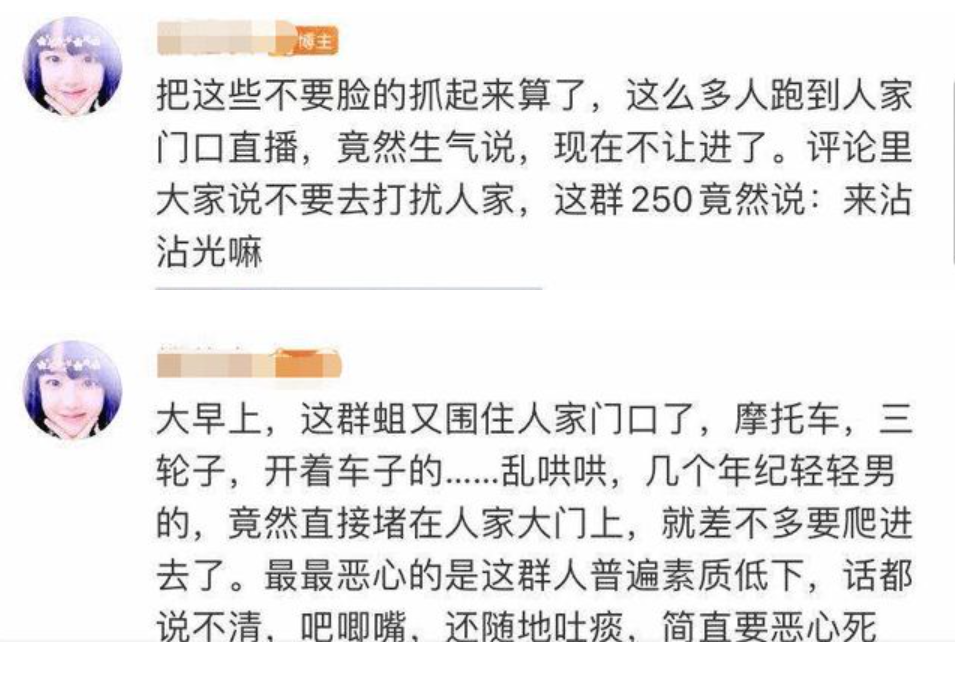 博主
把这些不要脸的抓起来算了，这么多人跑到人家
门口直播，竟然生气说，现在不让进了。评论里
大家说不要去打扰人家，这群250竟然说：来沾
沾光嘛
大早上，这群蛆又围住人家门口了，摩托车，三
轮子，开着车子的......乱哄哄，几个年纪轻轻男
的，竟然直接堵在人家大门上，就差不多要爬进
去了。最最恶心的是这群人普遍素质低下，话都
说不清，吧唧嘴，还随地吐痰，简直要恶心死